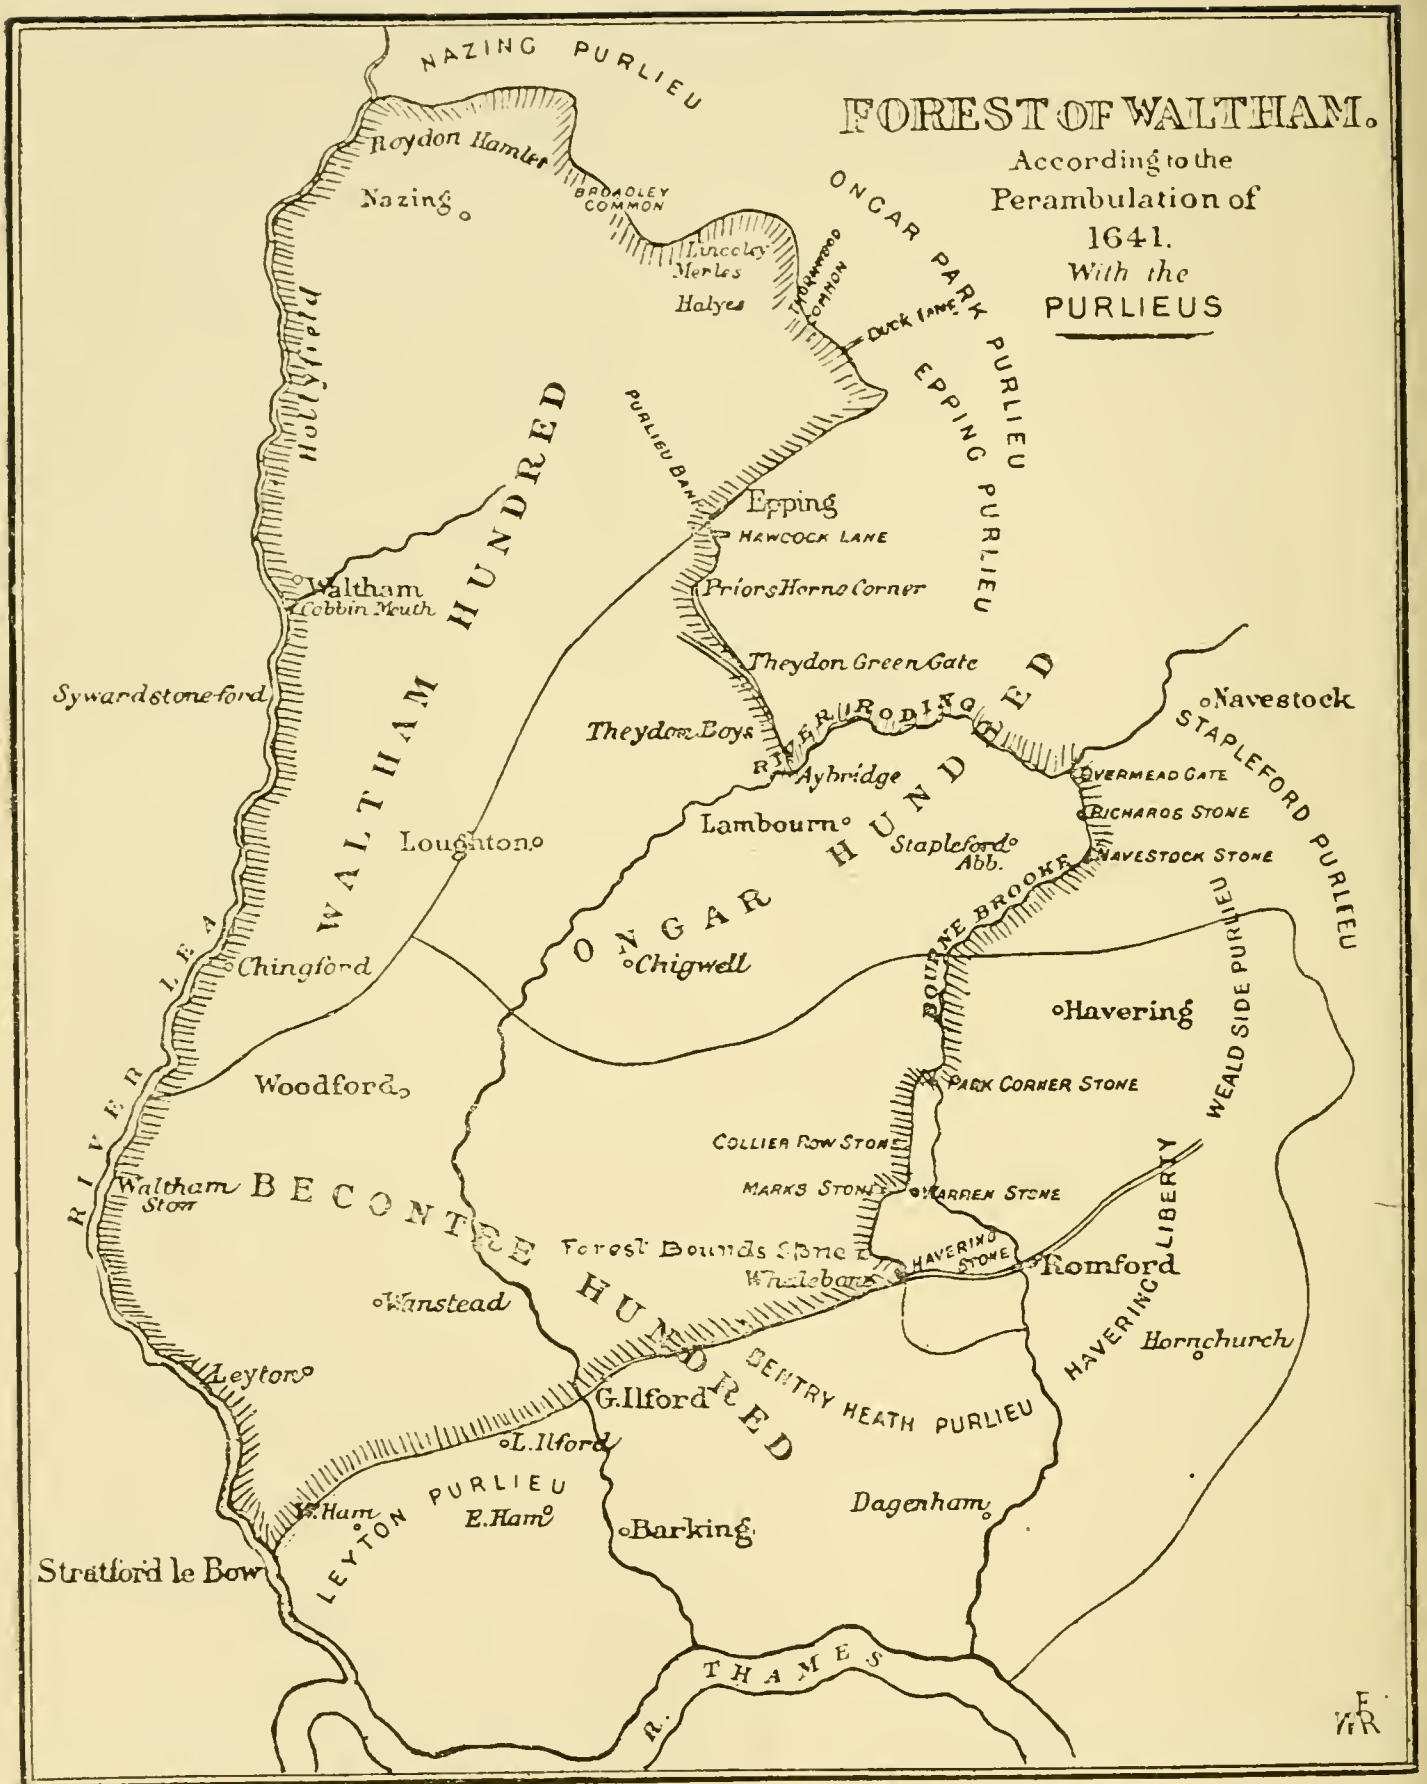 NAZING PURLIEU
FOREST OF WALTHAM.
According to the
Perambulation of
1641.
With the
PURLIEUS
Roydon Hamlet
Nazing
BROADLEY
COMMON
Lincoley
Merles
Halyes
THORNWOOD
COMMON
ONGAR PARK PURLIEU
DUCK LANE
EPPING PURLIEU
Hollyfield
WALTHAM HUNDRED
PURLIEU BANK
Epping
HAWCOCK LANE
Waltham
Cobbin Mouth
Priors Horne Corner
Theydon Green Gate
Sywardstone-ford
Theydon Boys
RIVER RODING
Navestock
STAPLEFORD PURLIEU
Aybridge
OVERMEAD GATE
RICHARDS STONE
Lambourn
Loughton
Stapleford
Abb.
NAVESTOCK STONE
ONGAR HUNDRED
BOURNE BROOKE
RIVER LEA
Chingford
Chigwell
Havering
WEALD SIDE PURLIEU
Woodford
PARK CORNER STONE
COLLIER ROW STONE
Waltham
Stow
BECONTRE HUNDRED
MARKS STONE
WARREN STONE
Forest Bounds Stone
HAVERING
STONE
Whalebone
Romford
HAVERING LIBERTY
Wanstead
Hornchurch
Leyton
G. Ilford
BENTRY HEATH PURLIEU
L. Ilford
LEYTON PURLIEU
W. Ham
E. Ham
Barking
Dagenham
Stratford le Bow
R. THAMES